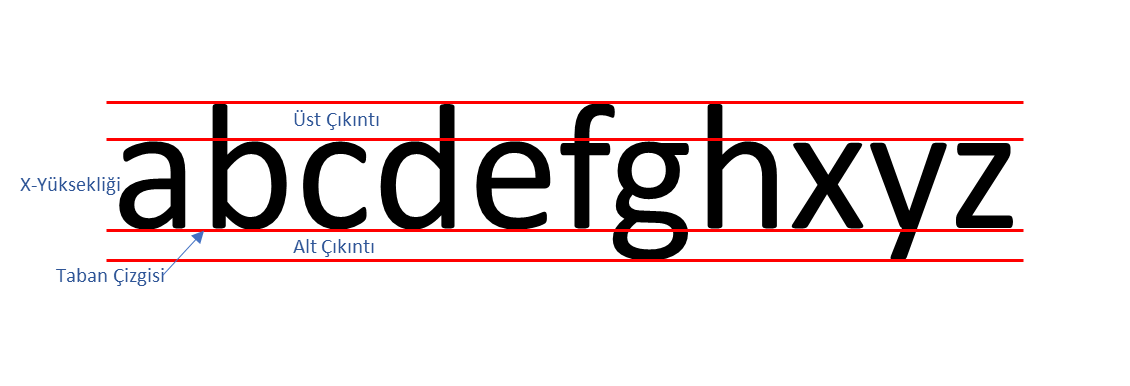 Üst Çıkıntı
X-Yüksekliği
abcdefghxyz
Alt Çıkıntı
Taban Çizgisi